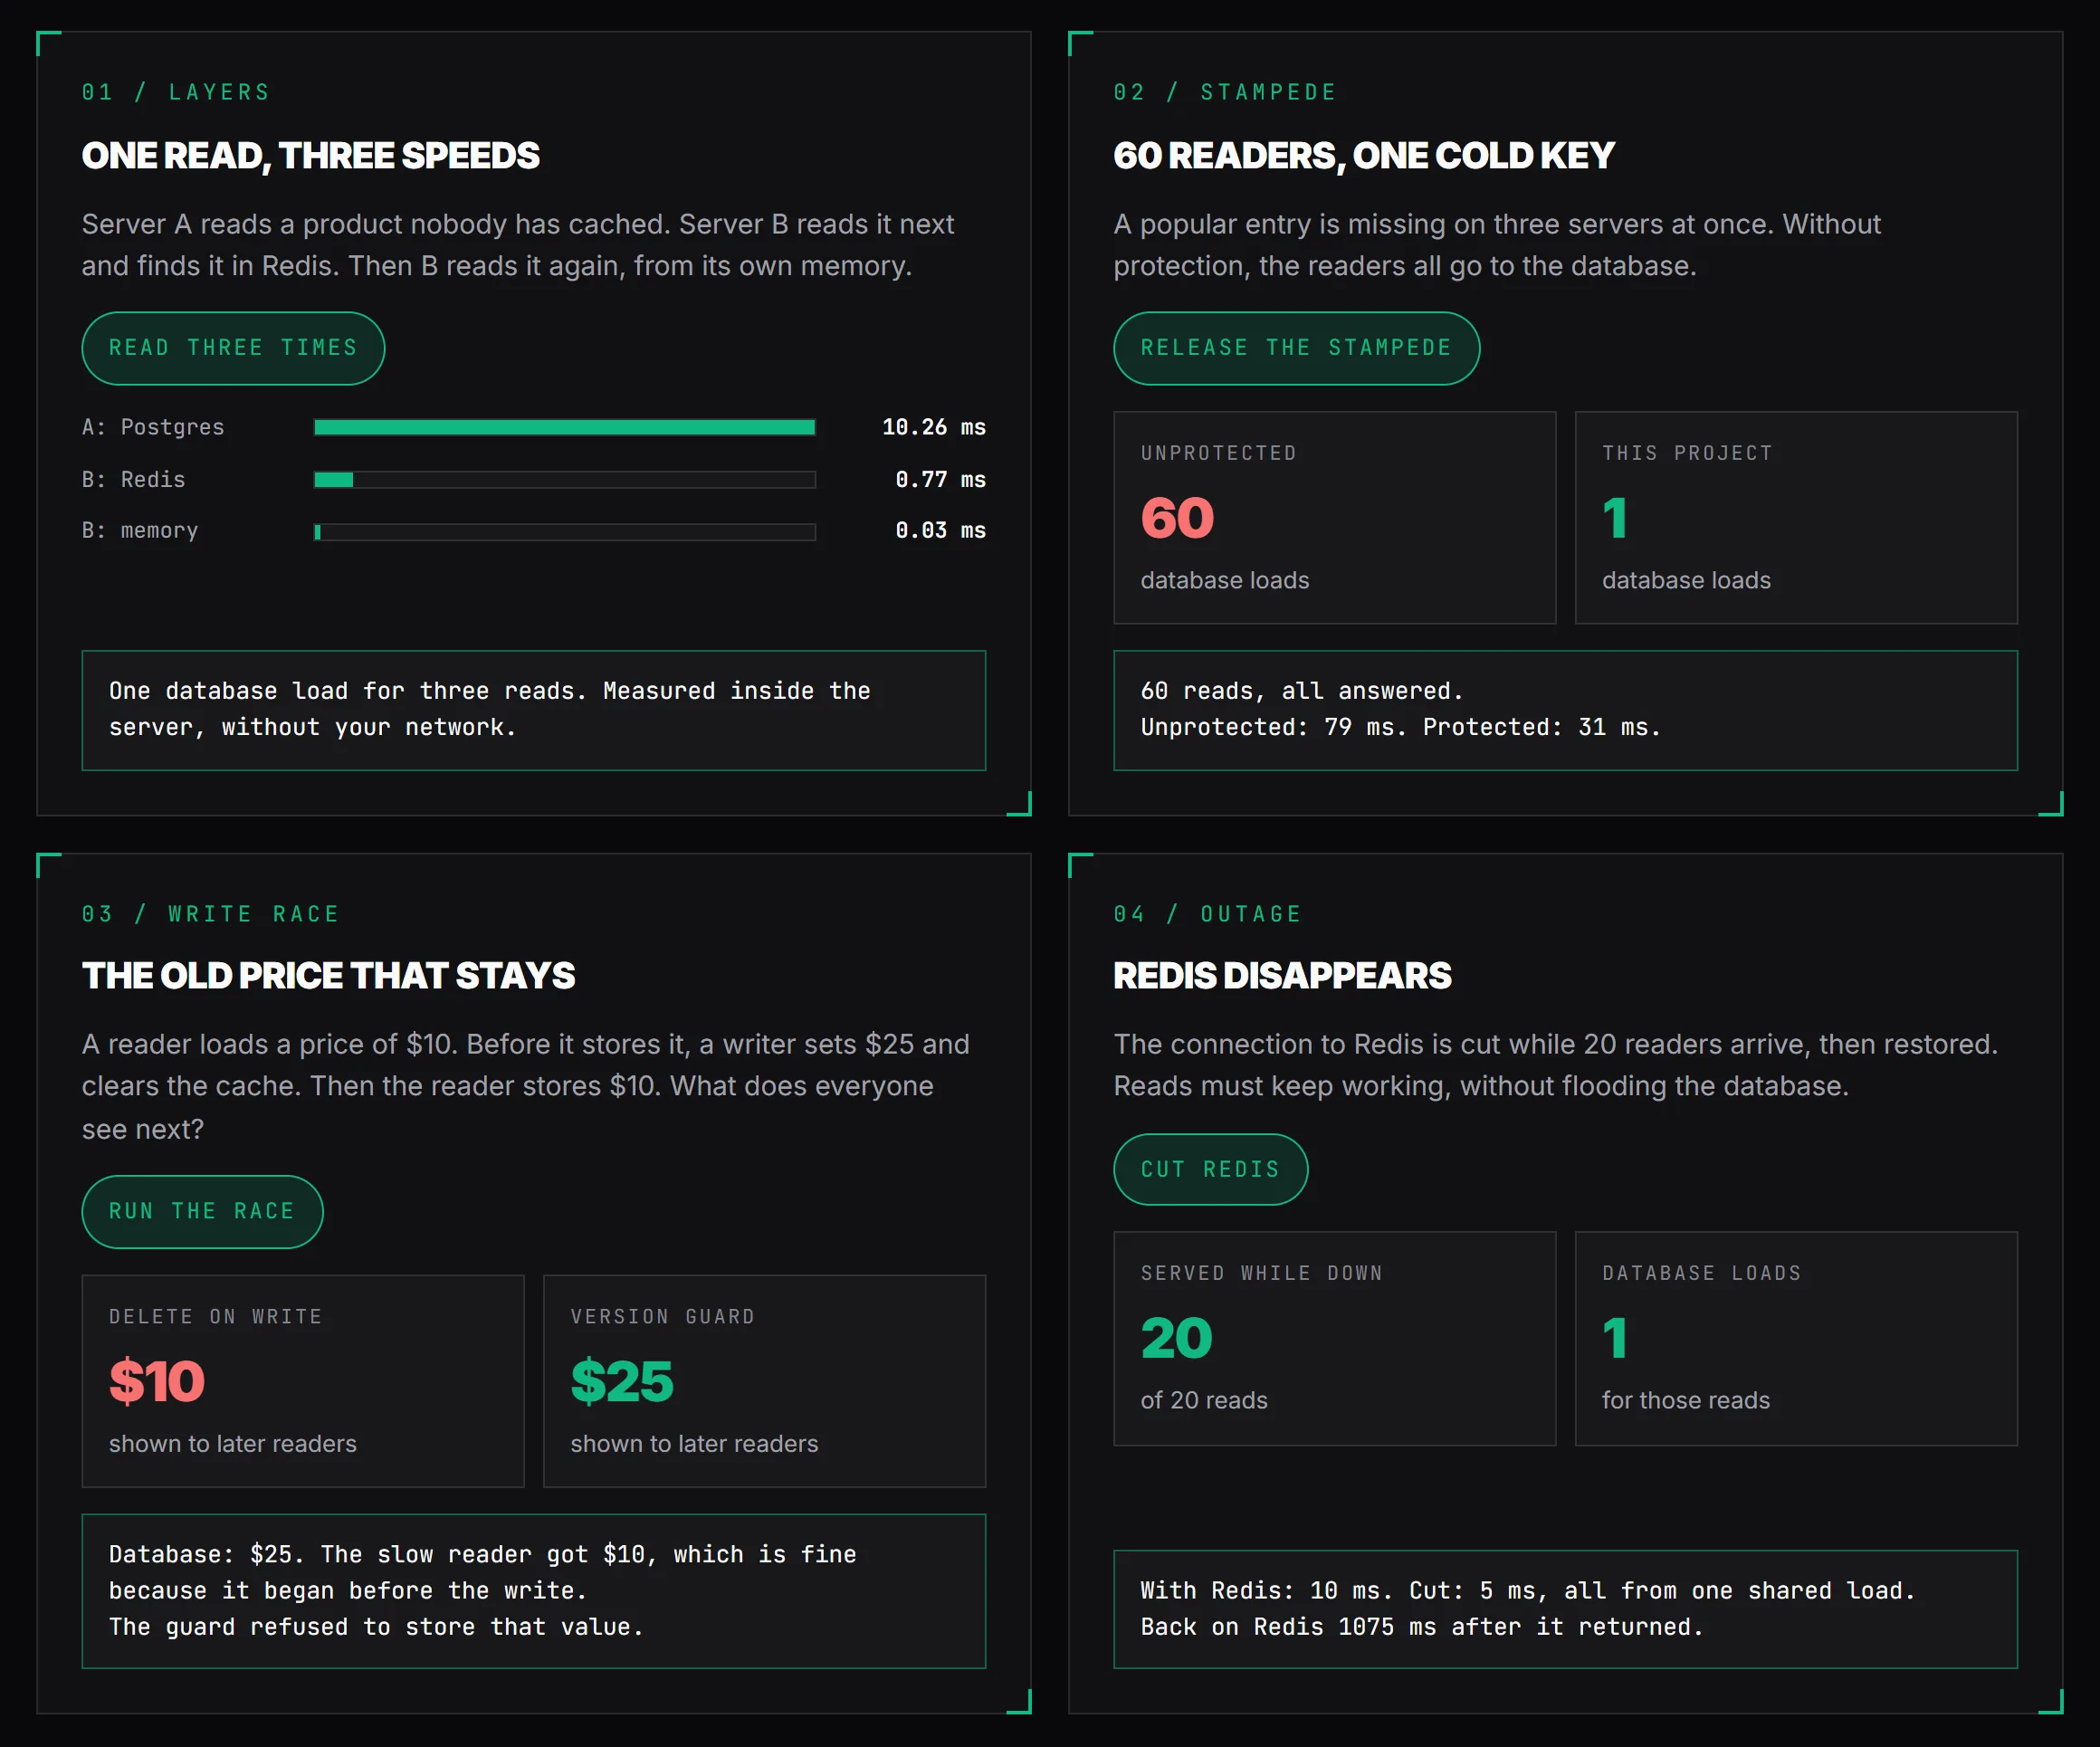 01 / LAYERS
ONE READ, THREE SPEEDS
Server A reads a product nobody has cached. Server B reads it next
and finds it in Redis. Then B reads it again, from its own memory.
READ THREE TIMES
A: Postgres 10.26 ms
B: Redis 0.77 ms
B: memory 0.03 ms
One database load for three reads. Measured inside the
server, without your network.
02 / STAMPEDE
60 READERS, ONE COLD KEY
A popular entry is missing on three servers at once. Without
protection, the readers all go to the database.
RELEASE THE STAMPEDE
UNPROTECTED
60
database loads
THIS PROJECT
1
database loads
60 reads, all answered.
Unprotected: 79 ms. Protected: 31 ms.
03 / WRITE RACE
THE OLD PRICE THAT STAYS
A reader loads a price of $10. Before it stores it, a writer sets $25 and
clears the cache. Then the reader stores $10. What does everyone
see next?
RUN THE RACE
DELETE ON WRITE
$10
shown to later readers
VERSION GUARD
$25
shown to later readers
Database: $25. The slow reader got $10, which is fine
because it began before the write.
The guard refused to store that value.
04 / OUTAGE
REDIS DISAPPEARS
The connection to Redis is cut while 20 readers arrive, then restored.
Reads must keep working, without flooding the database.
CUT REDIS
SERVED WHILE DOWN
20
of 20 reads
DATABASE LOADS
1
for those reads
With Redis: 10 ms. Cut: 5 ms, all from one shared load.
Back on Redis 1075 ms after it returned.